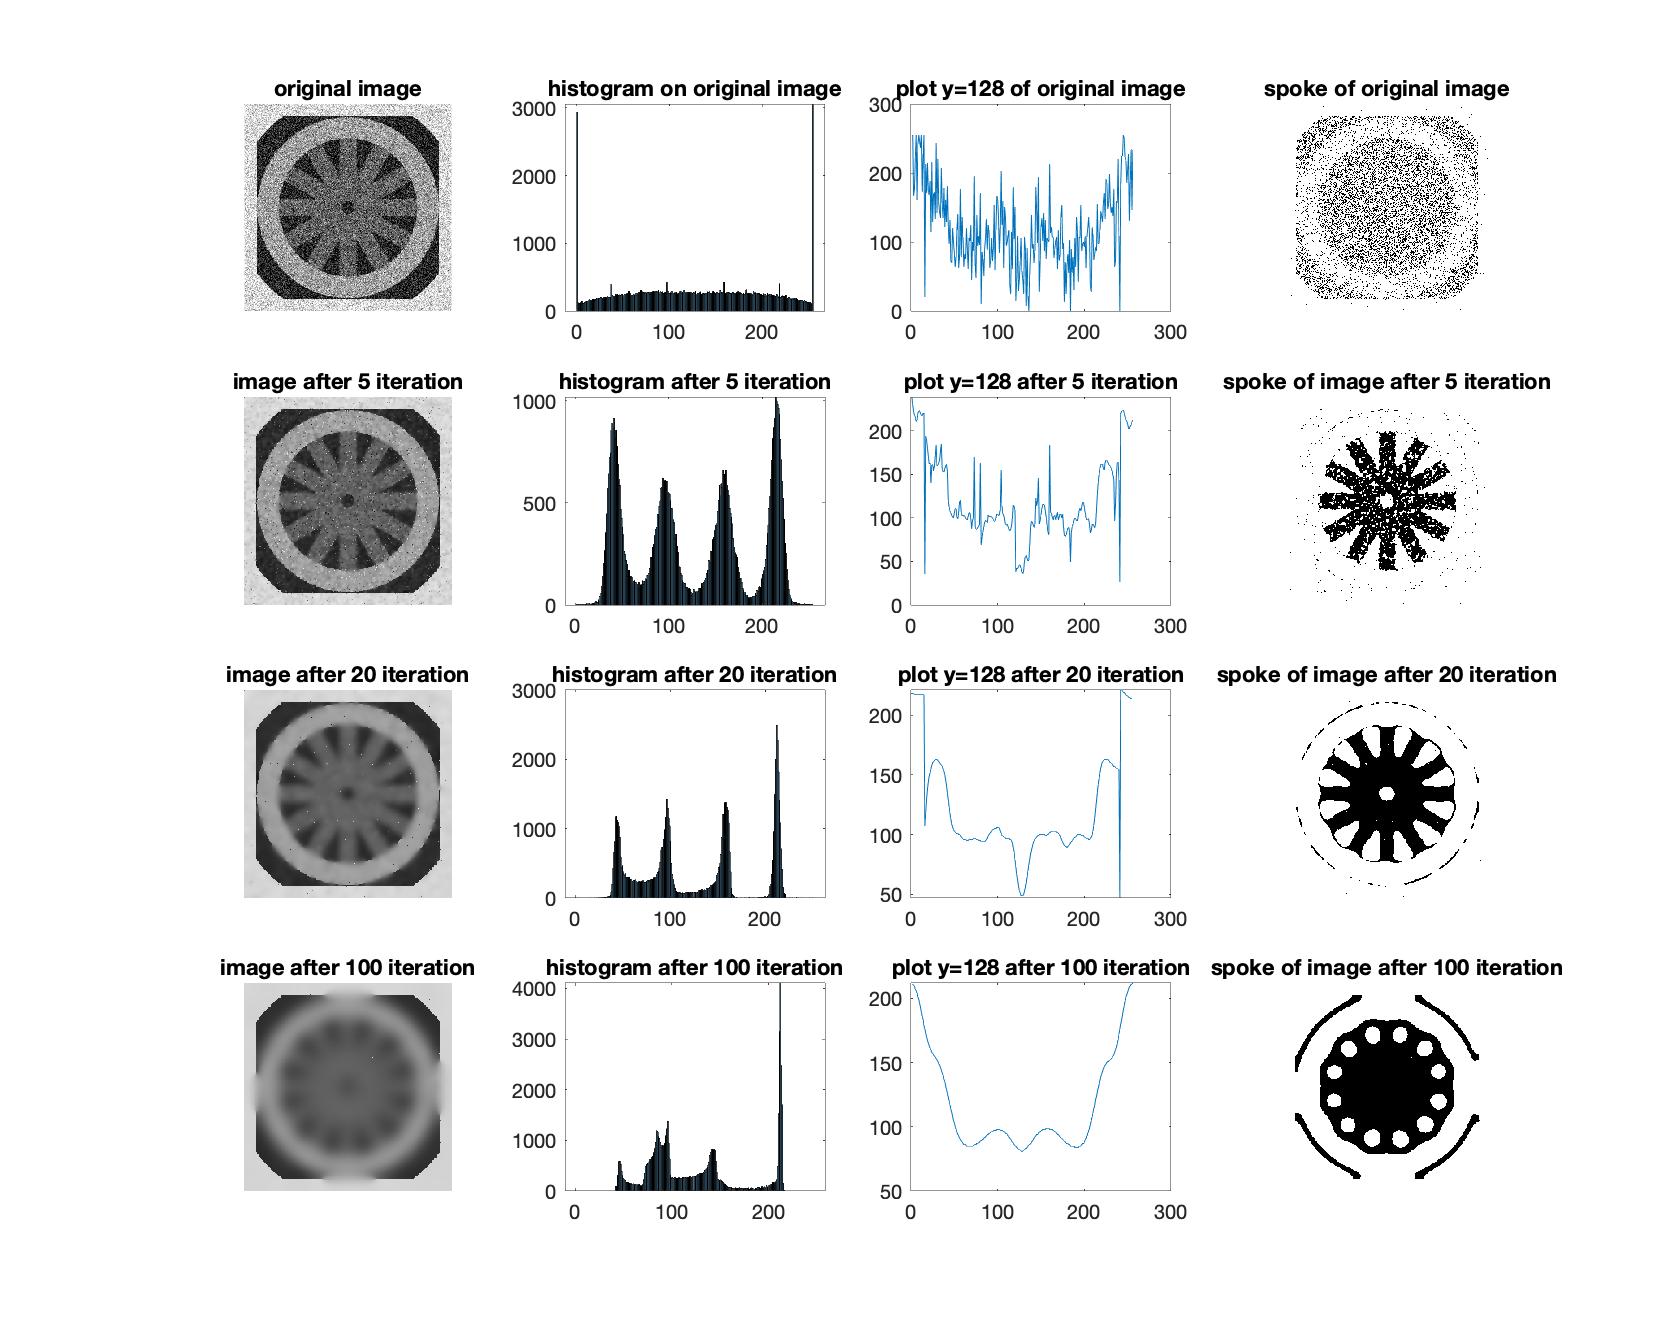 original image
histogram on original image
plot y=128 of original image
spoke of original image
3000
2000
1000
0
0 100 200
300
200
100
0
0 100 200 300
image after 5 iteration
histogram after 5 iteration
plot y=128 after 5 iteration
spoke of image after 5 iteration
1000
500
0
0 100 200
200
150
100
50
0
0 100 200 300
image after 20 iteration
histogram after 20 iteration
plot y=128 after 20 iteration
spoke of image after 20 iteration
3000
2000
1000
0
0 100 200
200
150
100
50
0 100 200 300
image after 100 iteration
histogram after 100 iteration
plot y=128 after 100 iteration
spoke of image after 100 iteration
4000
3000
2000
1000
0
0 100 200
200
150
100
50
0 100 200 300